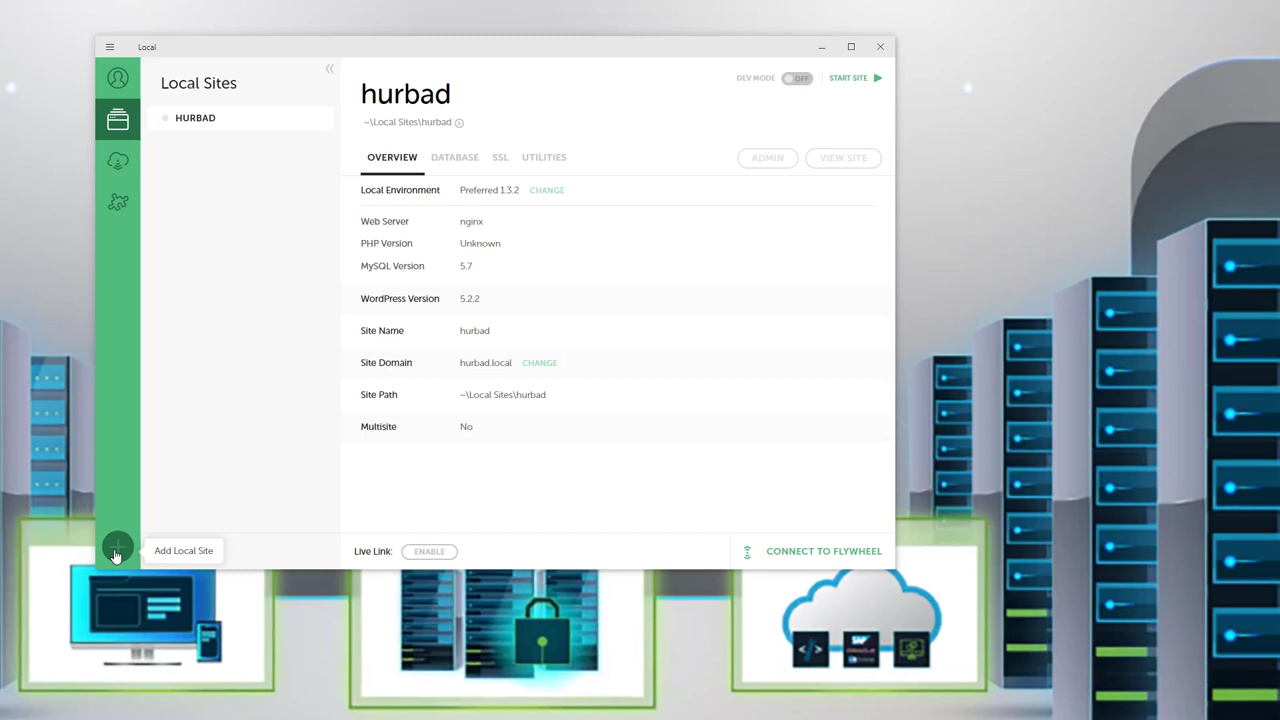 Local
Local Sites
HURBAD
hurbad
~\Local Sites\hurbad
DEV MODE OFF START SITE
OVERVIEW DATABASE SSL UTILITIES
ADMIN VIEW SITE
Local Environment Preferred 1.3.2 CHANGE
Web Server nginx
PHP Version Unknown
MySQL Version 5.7
WordPress Version 5.2.2
Site Name hurbad
Site Domain hurbad.local CHANGE
Site Path ~\Local Sites\hurbad
Multisite No
Add Local Site
Live Link: ENABLE
CONNECT TO FLYWHEEL
</>
SAP